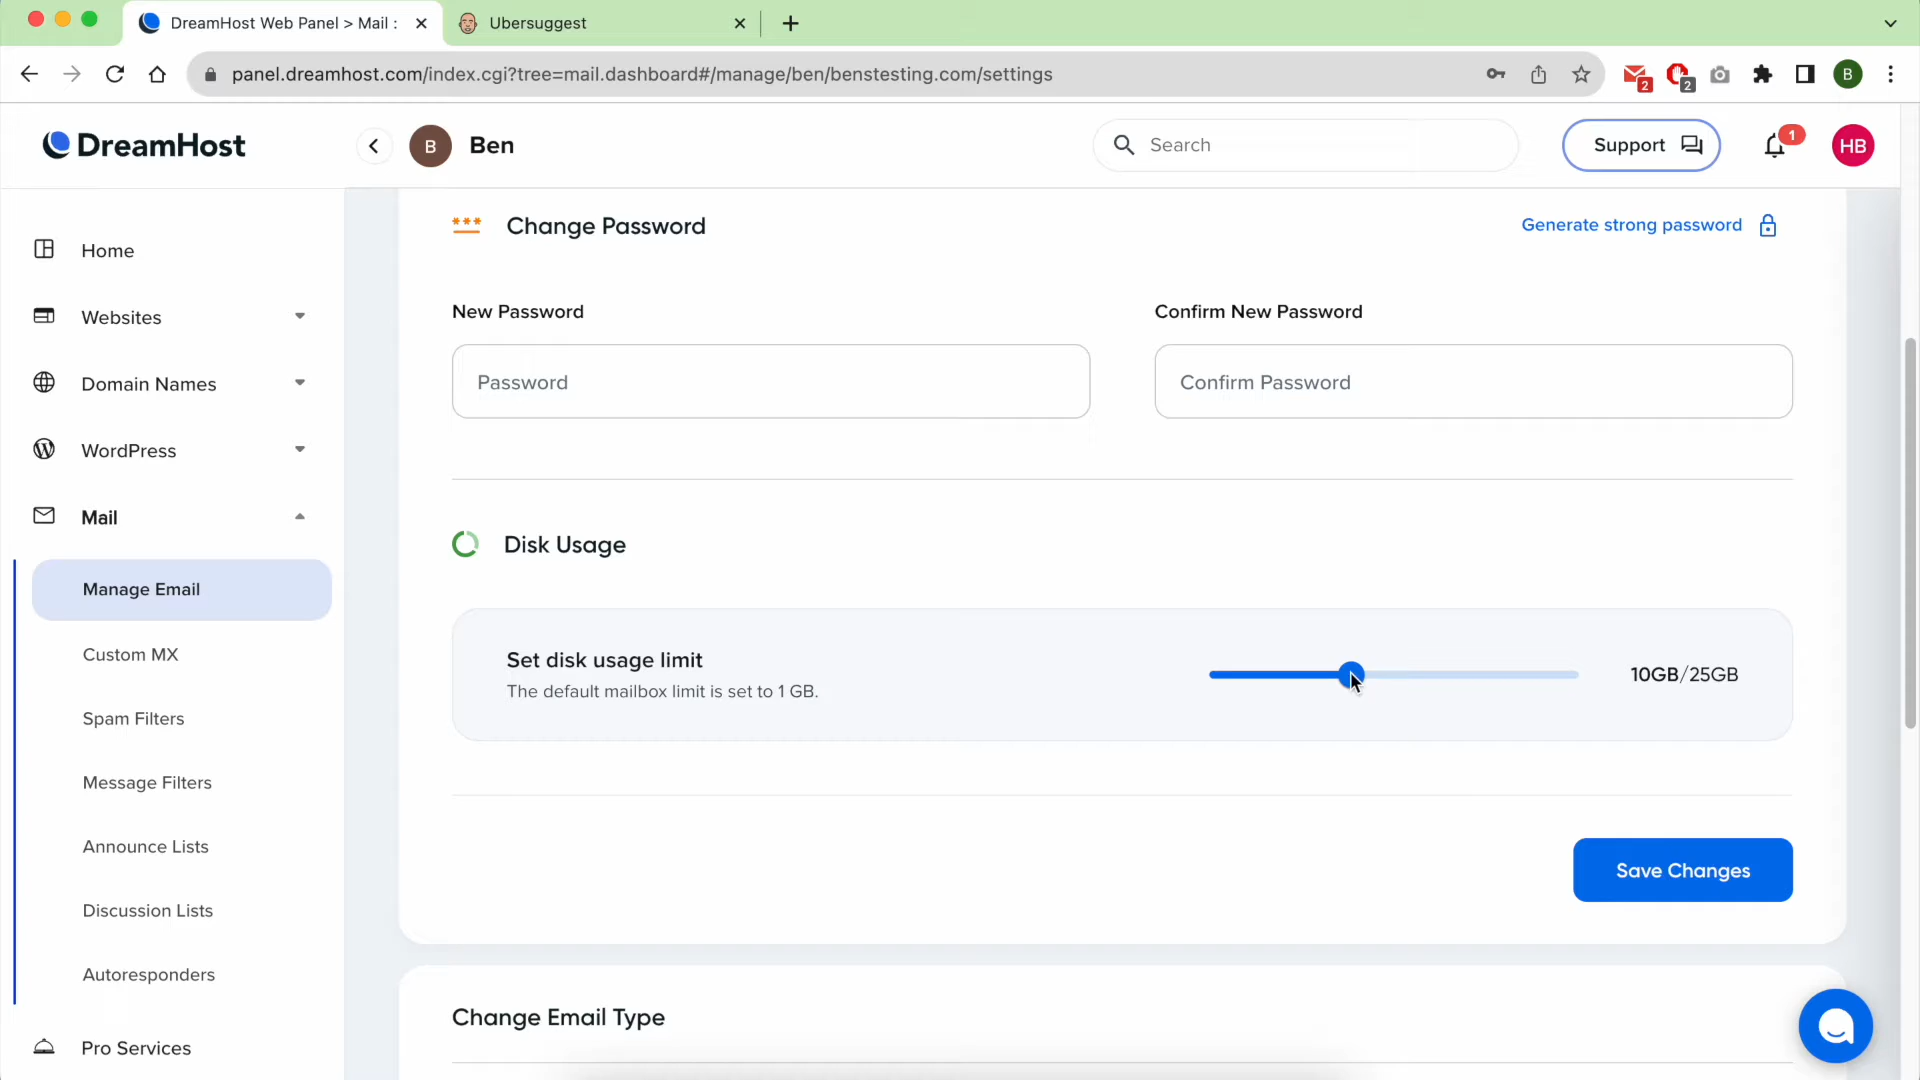 DreamHost Web Panel > Mail :
Ubersuggest
panel.dreamhost.com/index.cgi?tree=mail.dashboard#/manage/ben/benstesting.com/settings
2
2
B
DreamHost
B
Ben
Search
Support
1
HB
Home
Websites
Domain Names
WordPress
Mail
Manage Email
Custom MX
Spam Filters
Message Filters
Announce Lists
Discussion Lists
Autoresponders
Pro Services
***
Change Password
Generate strong password
New Password
Confirm New Password
Password
Confirm Password
Disk Usage
Set disk usage limit
The default mailbox limit is set to 1 GB.
10GB/25GB
Save Changes
Change Email Type